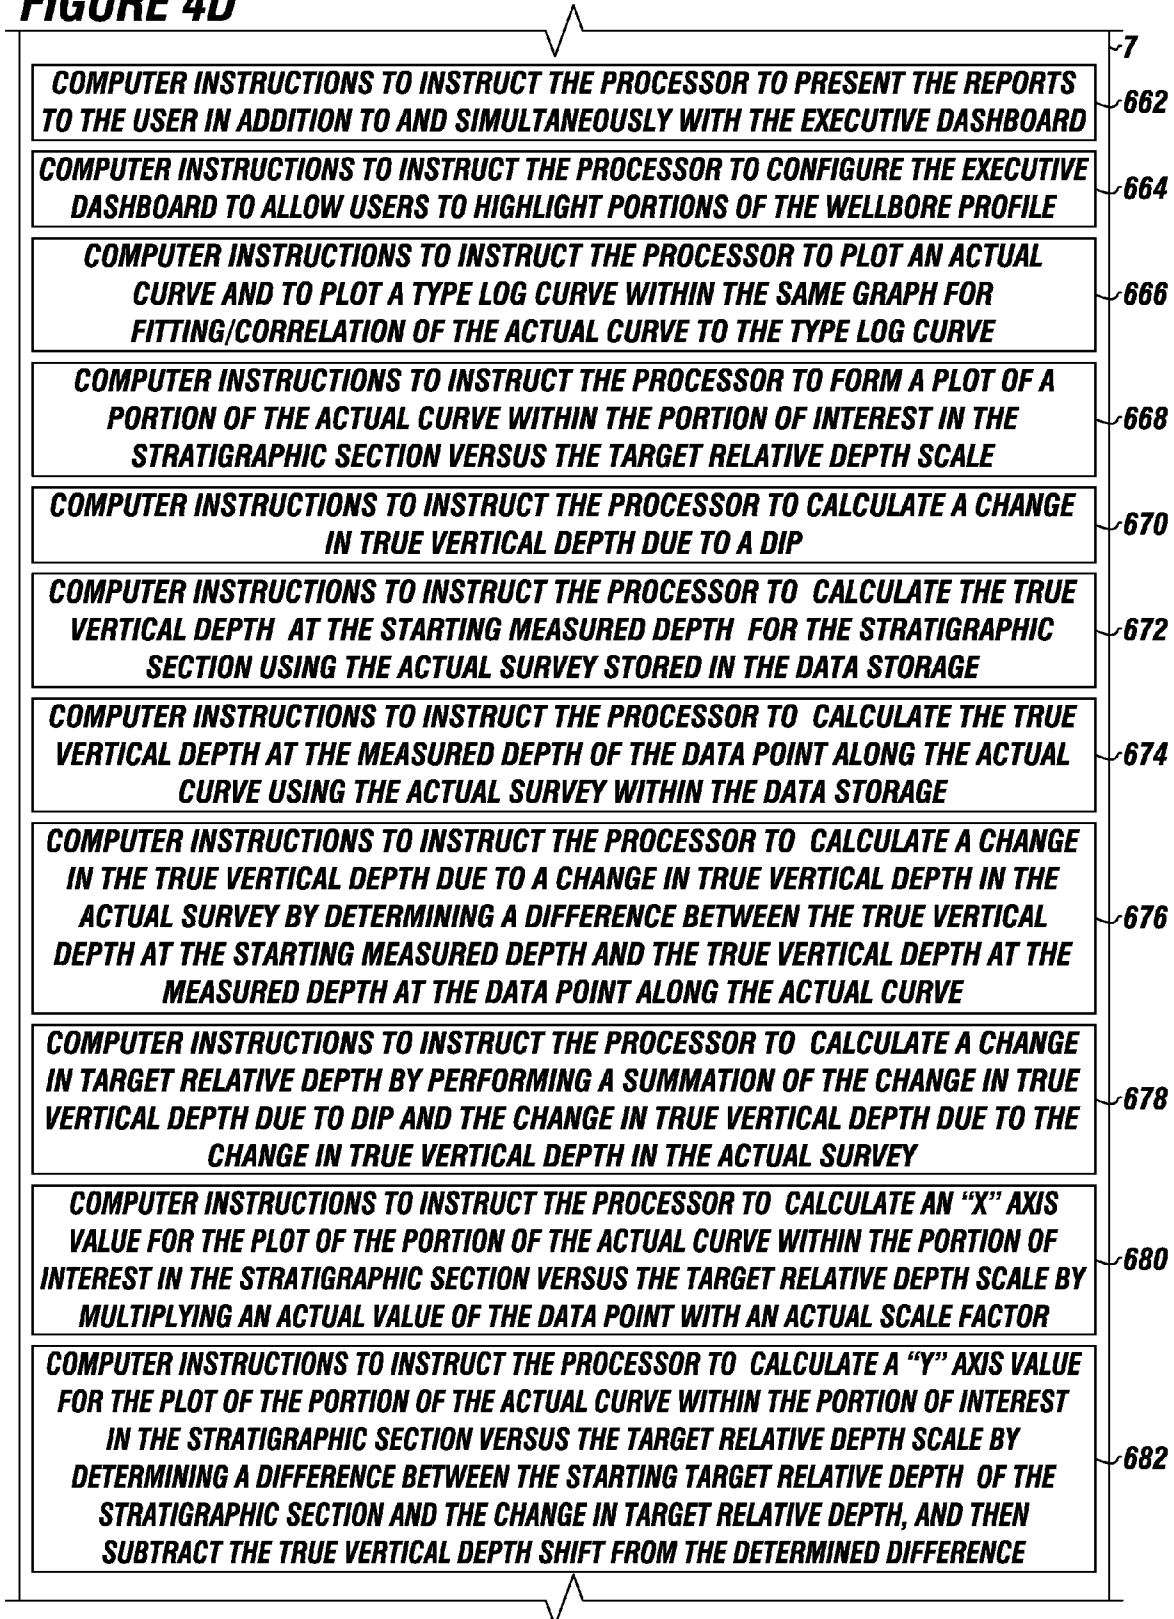 FIGURE 4D
7
COMPUTER INSTRUCTIONS TO INSTRUCT THE PROCESSOR TO PRESENT THE REPORTS
TO THE USER IN ADDITION TO AND SIMULTANEOUSLY WITH THE EXECUTIVE DASHBOARD
662
COMPUTER INSTRUCTIONS TO INSTRUCT THE PROCESSOR TO CONFIGURE THE EXECUTIVE
DASHBOARD TO ALLOW USERS TO HIGHLIGHT PORTIONS OF THE WELLBORE PROFILE
664
COMPUTER INSTRUCTIONS TO INSTRUCT THE PROCESSOR TO PLOT AN ACTUAL
CURVE AND TO PLOT A TYPE LOG CURVE WITHIN THE SAME GRAPH FOR
FITTING/CORRELATION OF THE ACTUAL CURVE TO THE TYPE LOG CURVE
666
COMPUTER INSTRUCTIONS TO INSTRUCT THE PROCESSOR TO FORM A PLOT OF A
PORTION OF THE ACTUAL CURVE WITHIN THE PORTION OF INTEREST IN THE
STRATIGRAPHIC SECTION VERSUS THE TARGET RELATIVE DEPTH SCALE
668
COMPUTER INSTRUCTIONS TO INSTRUCT THE PROCESSOR TO CALCULATE A CHANGE
IN TRUE VERTICAL DEPTH DUE TO A DIP
670
COMPUTER INSTRUCTIONS TO INSTRUCT THE PROCESSOR TO CALCULATE THE TRUE
VERTICAL DEPTH AT THE STARTING MEASURED DEPTH FOR THE STRATIGRAPHIC
SECTION USING THE ACTUAL SURVEY STORED IN THE DATA STORAGE
672
COMPUTER INSTRUCTIONS TO INSTRUCT THE PROCESSOR TO CALCULATE THE TRUE
VERTICAL DEPTH AT THE MEASURED DEPTH OF THE DATA POINT ALONG THE ACTUAL
CURVE USING THE ACTUAL SURVEY WITHIN THE DATA STORAGE
674
COMPUTER INSTRUCTIONS TO INSTRUCT THE PROCESSOR TO CALCULATE A CHANGE
IN THE TRUE VERTICAL DEPTH DUE TO A CHANGE IN TRUE VERTICAL DEPTH IN THE
ACTUAL SURVEY BY DETERMINING A DIFFERENCE BETWEEN THE TRUE VERTICAL
DEPTH AT THE STARTING MEASURED DEPTH AND THE TRUE VERTICAL DEPTH AT THE
MEASURED DEPTH AT THE DATA POINT ALONG THE ACTUAL CURVE
676
COMPUTER INSTRUCTIONS TO INSTRUCT THE PROCESSOR TO CALCULATE A CHANGE
IN TARGET RELATIVE DEPTH BY PERFORMING A SUMMATION OF THE CHANGE IN TRUE
VERTICAL DEPTH DUE TO DIP AND THE CHANGE IN TRUE VERTICAL DEPTH DUE TO THE
CHANGE IN TRUE VERTICAL DEPTH IN THE ACTUAL SURVEY
678
COMPUTER INSTRUCTIONS TO INSTRUCT THE PROCESSOR TO CALCULATE AN “X” AXIS
VALUE FOR THE PLOT OF THE PORTION OF THE ACTUAL CURVE WITHIN THE PORTION OF
INTEREST IN THE STRATIGRAPHIC SECTION VERSUS THE TARGET RELATIVE DEPTH SCALE BY
MULTIPLYING AN ACTUAL VALUE OF THE DATA POINT WITH AN ACTUAL SCALE FACTOR
680
COMPUTER INSTRUCTIONS TO INSTRUCT THE PROCESSOR TO CALCULATE A “Y” AXIS VALUE
FOR THE PLOT OF THE PORTION OF THE ACTUAL CURVE WITHIN THE PORTION OF INTEREST
IN THE STRATIGRAPHIC SECTION VERSUS THE TARGET RELATIVE DEPTH SCALE BY
DETERMINING A DIFFERENCE BETWEEN THE STARTING TARGET RELATIVE DEPTH OF THE
STRATIGRAPHIC SECTION AND THE CHANGE IN TARGET RELATIVE DEPTH, AND THEN
SUBTRACT THE TRUE VERTICAL DEPTH SHIFT FROM THE DETERMINED DIFFERENCE
682